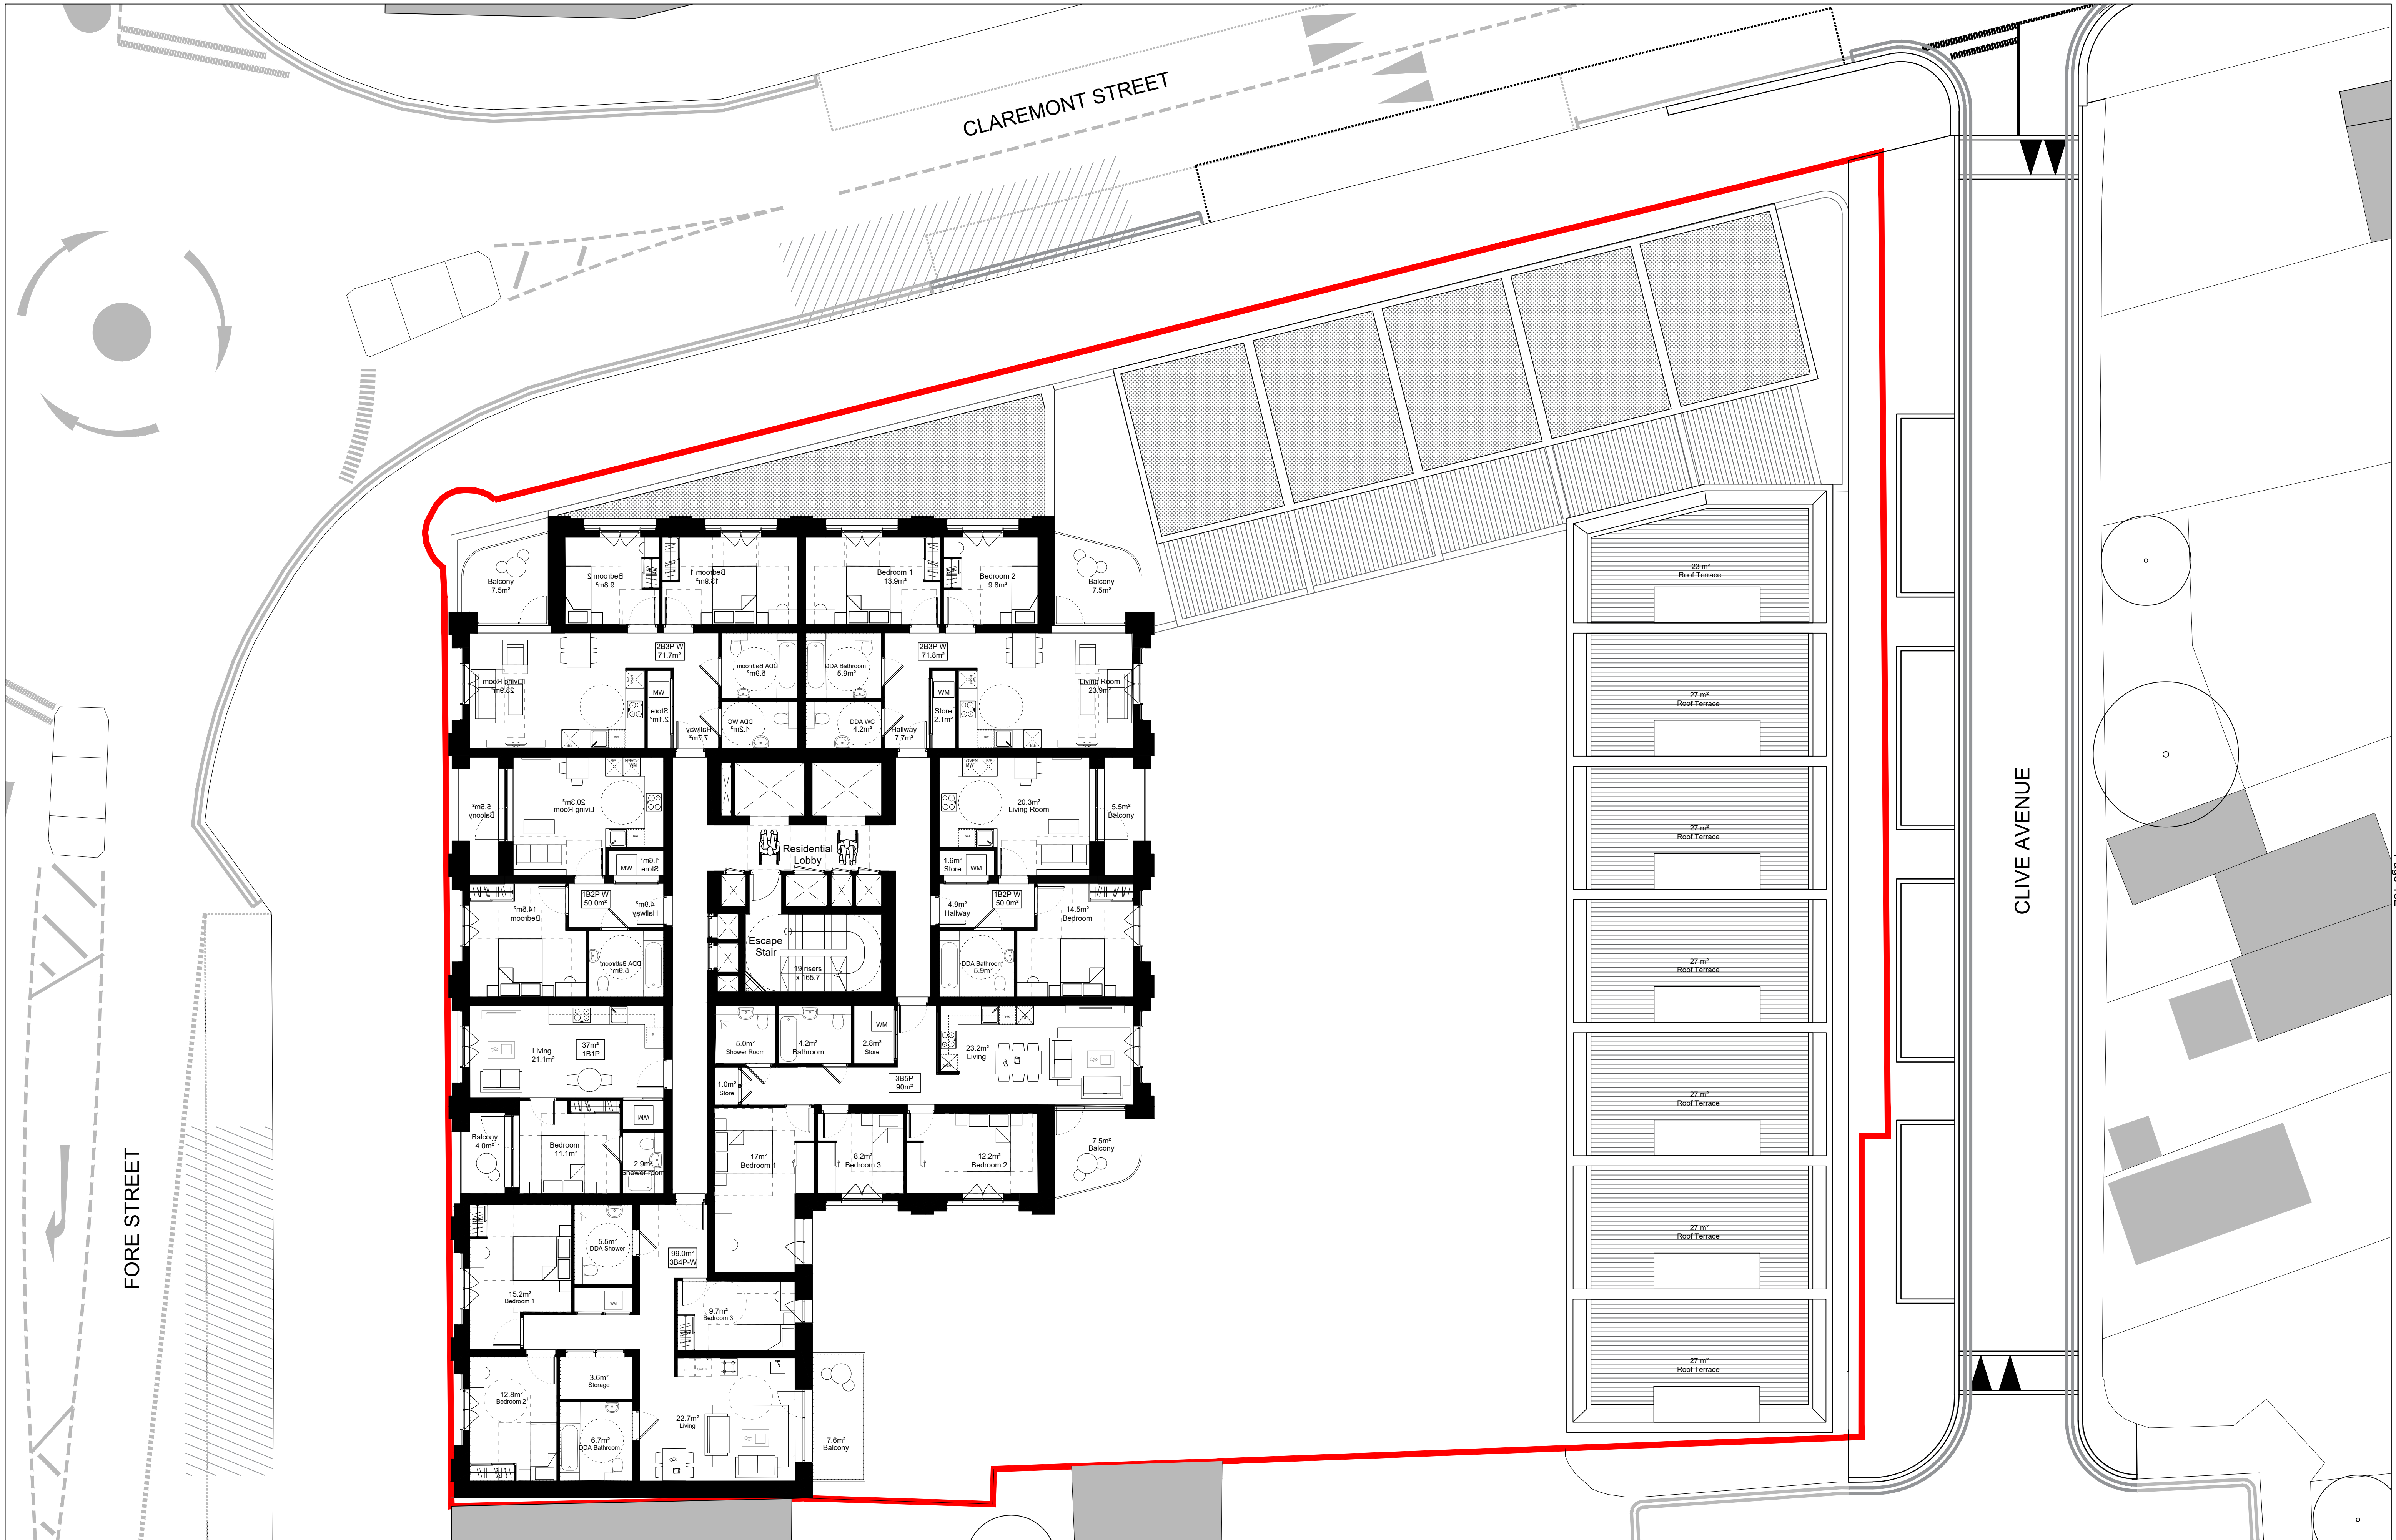 CLAREMONT STREET
FORE STREET
CLIVE AVENUE
Balcony
7.5m²
Bedroom 2
9.8m²
Bedroom 1
13.9m²
Bedroom 1
13.9m²
Bedroom 2
9.8m²
Balcony
7.5m²
2B3P W
71.7m²
DDA Bathroom
5.9m²
DDA Bathroom
5.9m²
2B3P W
71.8m²
Living Room
23.9m²
Living Room
23.9m²
WM
Store
2.1m²
WM
Store
2.1m²
Hallway
7.7m²
DDA WC
4.2m²
DDA WC
4.2m²
Hallway
7.7m²
5.5m²
Balcony
20.3m²
Living Room
20.3m²
Living Room
5.5m²
Balcony
Residential
Lobby
WM
1.6m²
Store
1.6m²
Store
WM
1B2P W
50.0m²
1B2P W
50.0m²
14.5m²
Bedroom
4.9m²
Hallway
4.9m²
Hallway
14.5m²
Bedroom
DDA Bathroom
5.9m²
Escape
Stair
19 risers
x 165.7
DDA Bathroom
5.9m²
Living
21.1m²
37m²
1B1P
5.0m²
Shower Room
4.2m²
Bathroom
WM
2.8m²
Store
23.2m²
Living
1.0m²
Store
3B5P
90m²
WM
Balcony
4.0m²
Bedroom
11.1m²
2.9m²
Shower room
17m²
Bedroom 1
8.2m²
Bedroom 3
12.2m²
Bedroom 2
7.5m²
Balcony
5.5m²
DDA Shower
99.0m²
3B4P-W
15.2m²
Bedroom 1
WM
9.7m²
Bedroom 3
3.6m²
Storage
12.8m²
Bedroom 2
6.7m²
DDA Bathroom
22.7m²
Living
7.6m²
Balcony
23 m²
Roof Terrace
27 m²
Roof Terrace
27 m²
Roof Terrace
27 m²
Roof Terrace
27 m²
Roof Terrace
27 m²
Roof Terrace
27 m²
Roof Terrace